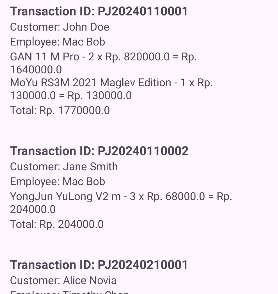 Transaction ID: PJ20240110001
Customer: John Doe
Employee: Mac Bob
GAN 11 M Pro - 2 x Rp. 820000.0 = Rp.
1640000.0
MoYu RS3M 2021 Maglev Edition - 1 x Rp.
130000.0 = Rp. 130000.0
Total: Rp. 1770000.0
Transaction ID: PJ20240110002
Customer: Jane Smith
Employee: Mac Bob
YongJun YuLong V2 m - 3 x Rp. 68000.0 = Rp.
204000.0
Total: Rp. 204000.0
Transaction ID: PJ20240210001
Customer: Alice Novia
Employee: Timothy Chen